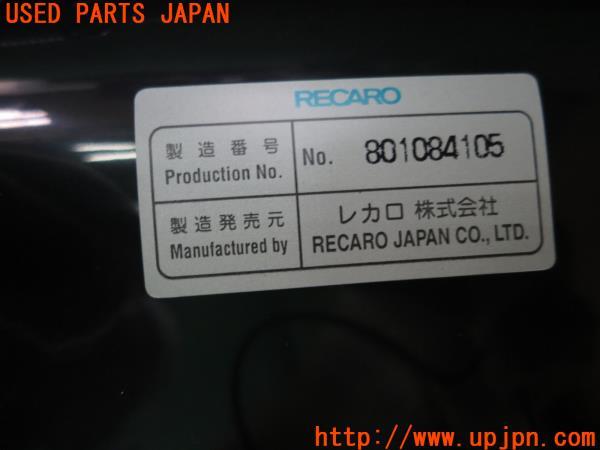 USED PARTS JAPAN
RECARO
製造番号
Production No.
No. 801084105
製造発売元
Manufactured by
レカロ 株式会社
RECARO JAPAN CO., LTD.
http://www.upjpn.com/